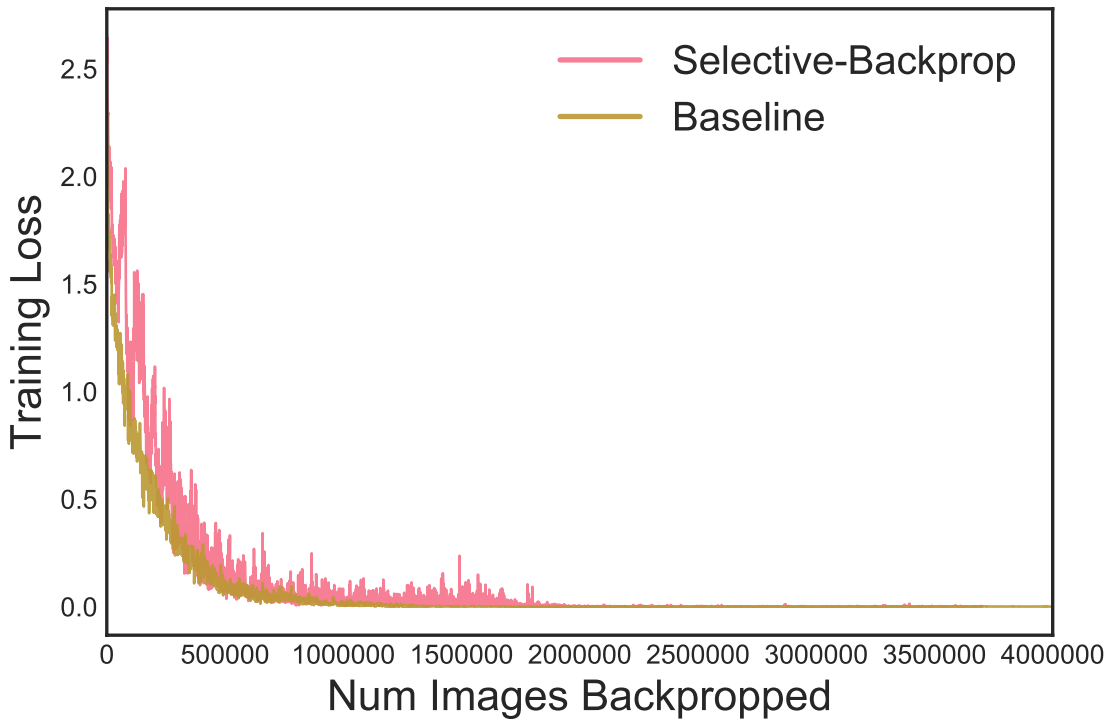 Selective-Backprop
Baseline
Training Loss
2.5
2.0
1.5
1.0
0.5
0.0
0 500000 1000000 1500000 2000000 2500000 3000000 3500000 4000000
Num Images Backpropped